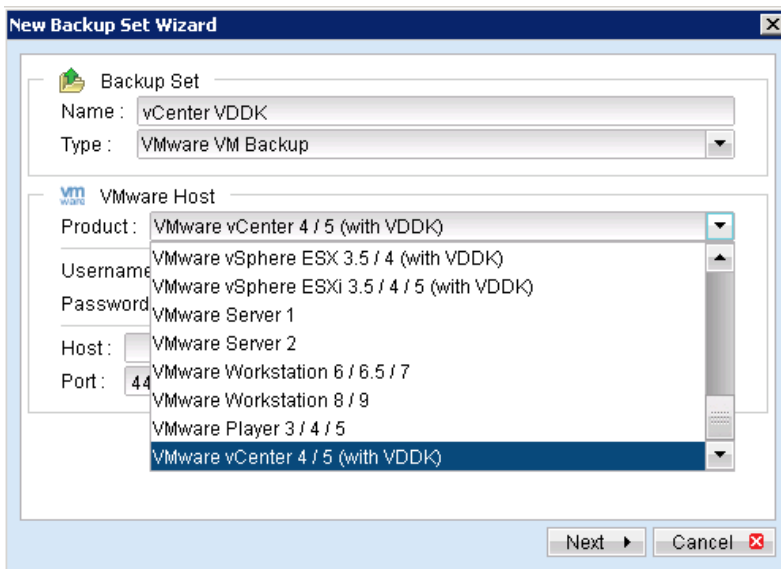 New Backup Set Wizard
Backup Set
Name : vCenter VDDK
Type : VMware VM Backup
vm ware VMware Host
Product : VMware vCenter 4 / 5 (with VDDK)
VMware vSphere ESX 3.5 / 4 (with VDDK)
Username
VMware vSphere ESXi 3.5 / 4 / 5 (with VDDK)
Password
VMware Server 1
VMware Server 2
Host :
VMware Workstation 6 / 6.5 / 7
Port : 44
VMware Workstation 8 / 9
VMware Player 3 / 4 / 5
VMware vCenter 4 / 5 (with VDDK)
Next Cancel